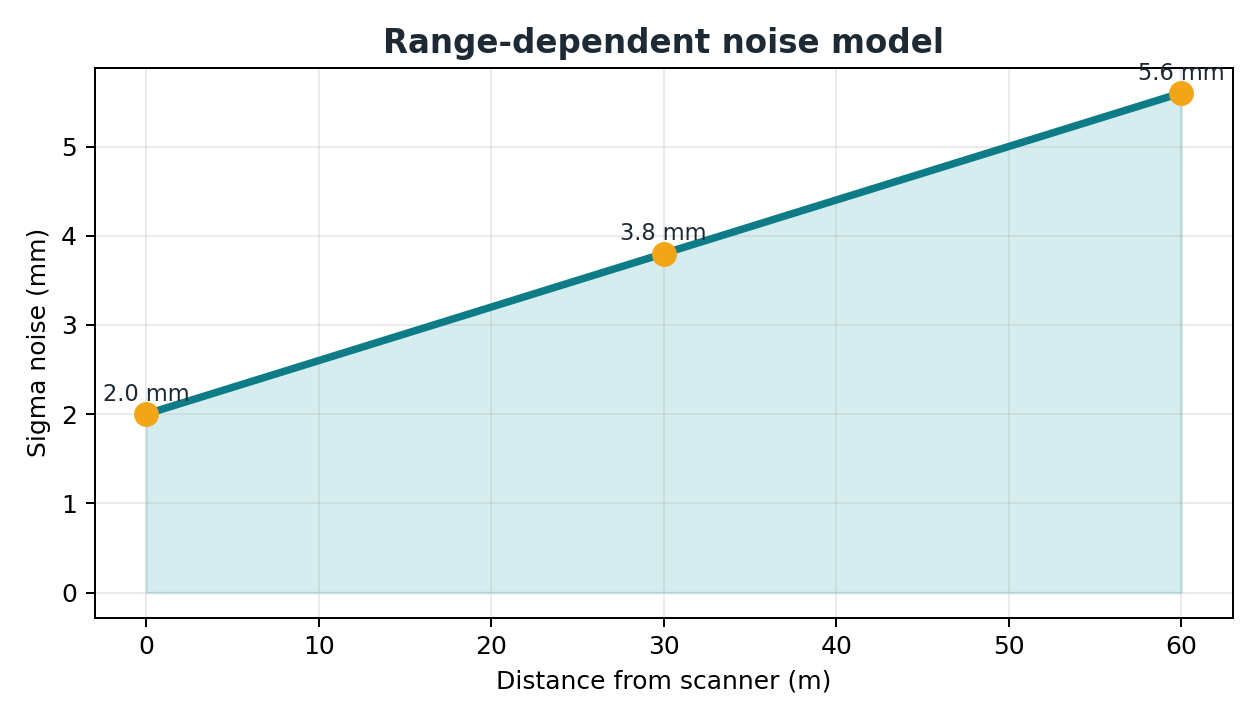 Range-dependent noise model
5.6 mm
3.8 mm
2.0 mm
Sigma noise (mm)
5
4
3
2
1
0
0 10 20 30 40 50 60
Distance from scanner (m)